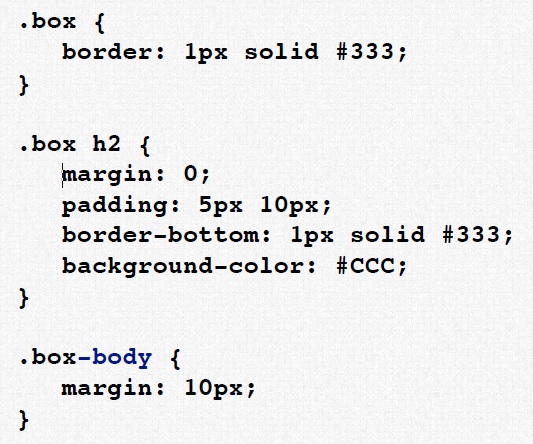 .box {
   border: 1px solid #333;
}

.box h2 {
   margin: 0;
   padding: 5px 10px;
   border-bottom: 1px solid #333;
   background-color: #CCC;
}

.box-body {
   margin: 10px;
}